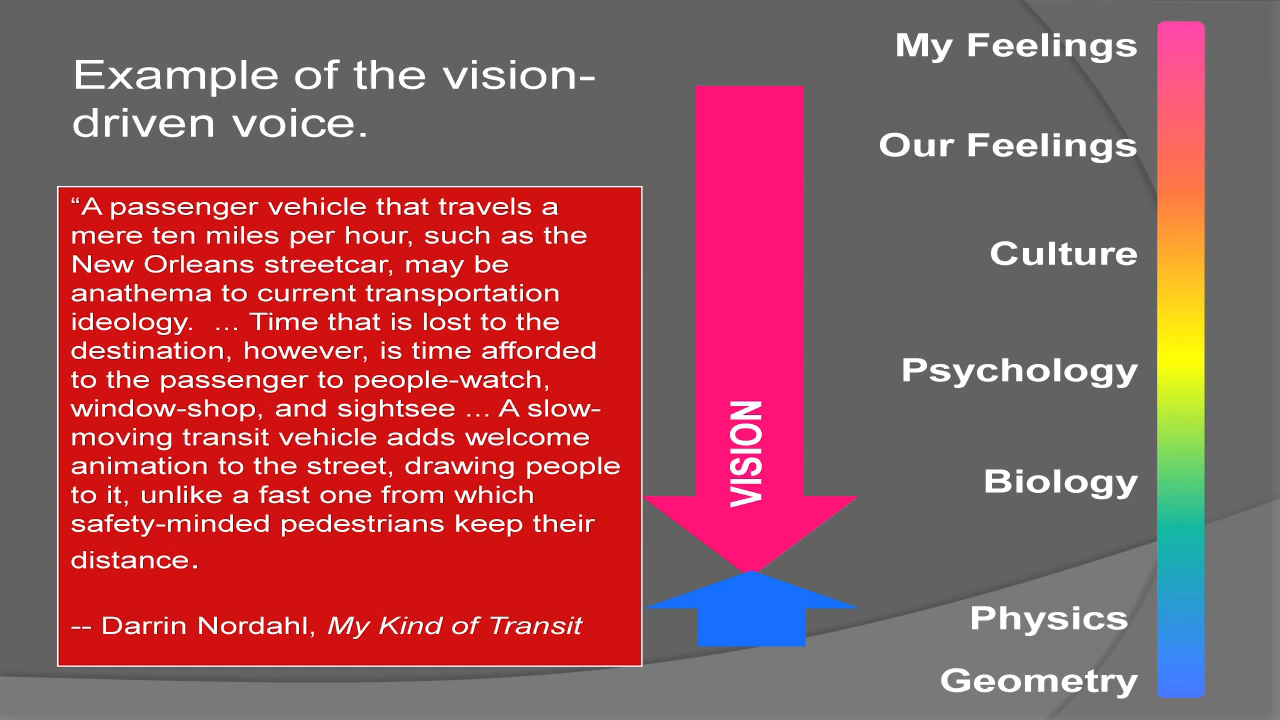 Example of the vision-
driven voice.
“A passenger vehicle that travels a
mere ten miles per hour, such as the
New Orleans streetcar, may be
anathema to current transportation
ideology.  ... Time that is lost to the
destination, however, is time afforded
to the passenger to people-watch,
window-shop, and sightsee ... A slow-
moving transit vehicle adds welcome
animation to the street, drawing people
to it, unlike a fast one from which
safety-minded pedestrians keep their
distance.
-- Darrin Nordahl, My Kind of Transit
VISION
My Feelings
Our Feelings
Culture
Psychology
Biology
Physics
Geometry